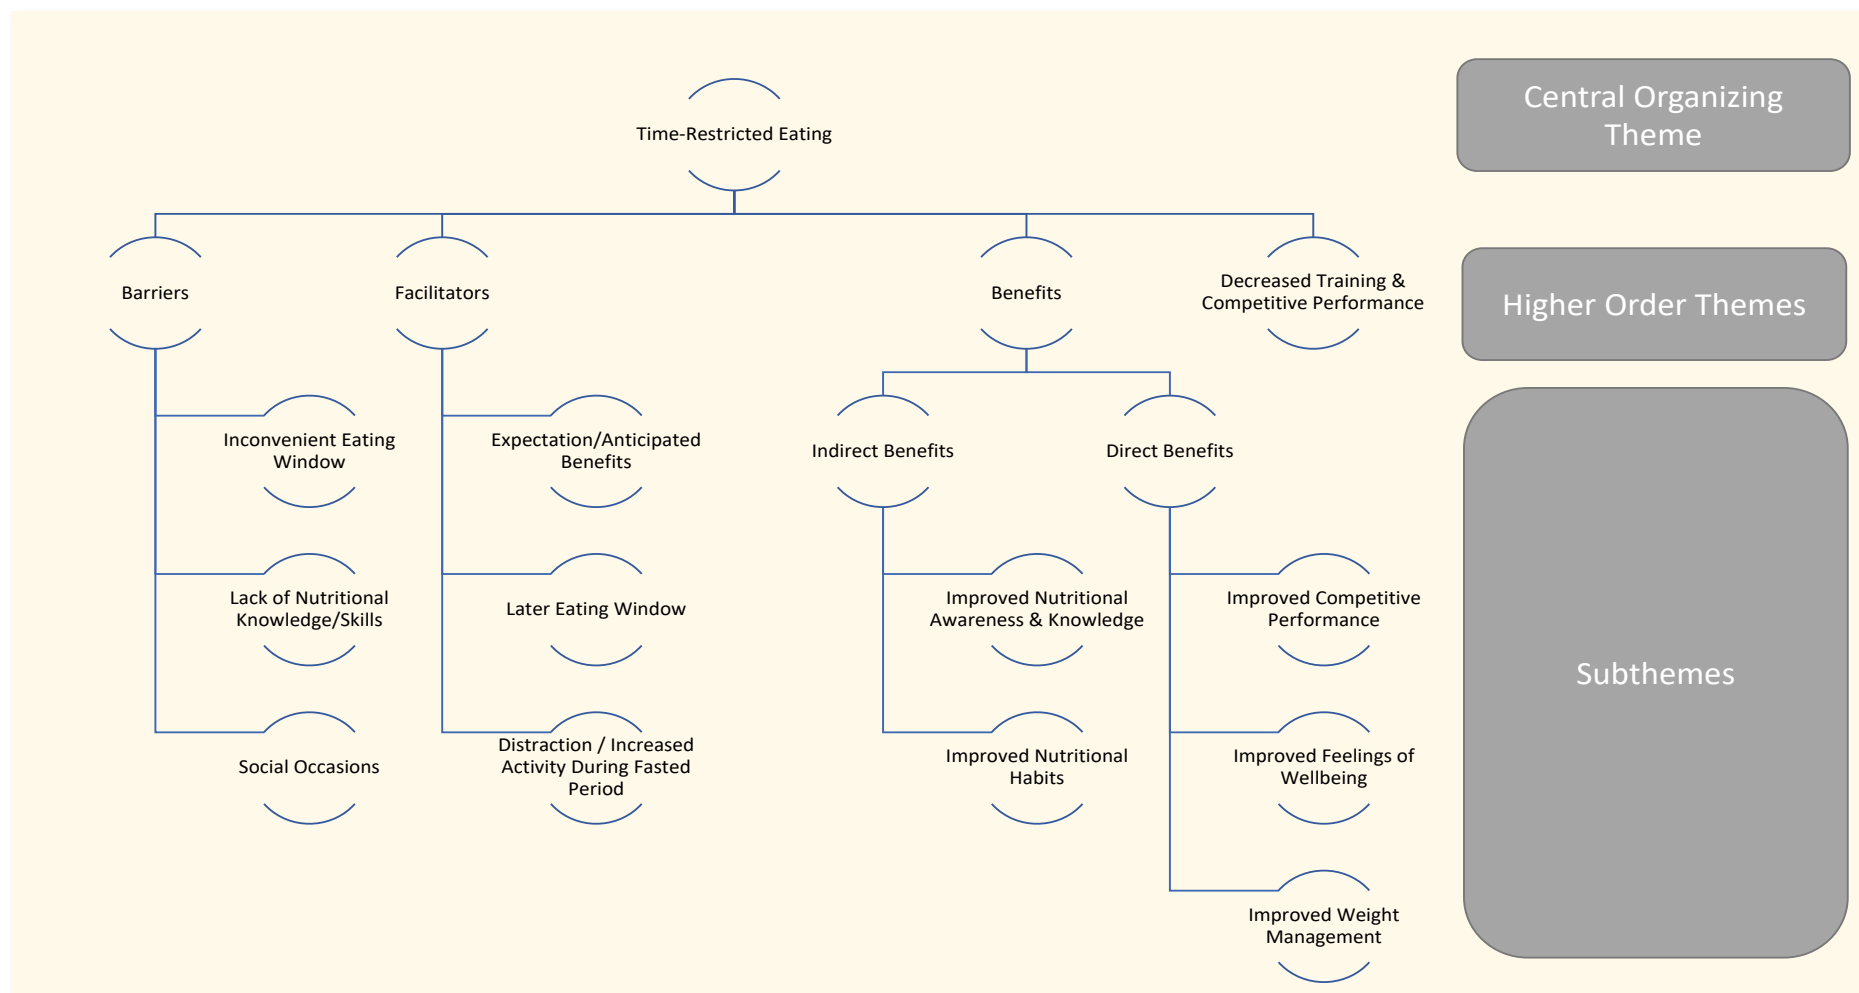 Central Organizing
Theme
Time-Restricted Eating
Barriers
Facilitators
Benefits
Decreased Training &
Competitive Performance
Higher Order Themes
Inconvenient Eating
Window
Expectation/Anticipated
Benefits
Indirect Benefits
Direct Benefits
Lack of Nutritional
Knowledge/Skills
Later Eating Window
Improved Nutritional
Awareness & Knowledge
Improved Competitive
Performance
Subthemes
Social Occasions
Distraction / Increased
Activity During Fasted
Period
Improved Nutritional
Habits
Improved Feelings of
Wellbeing
Improved Weight
Management